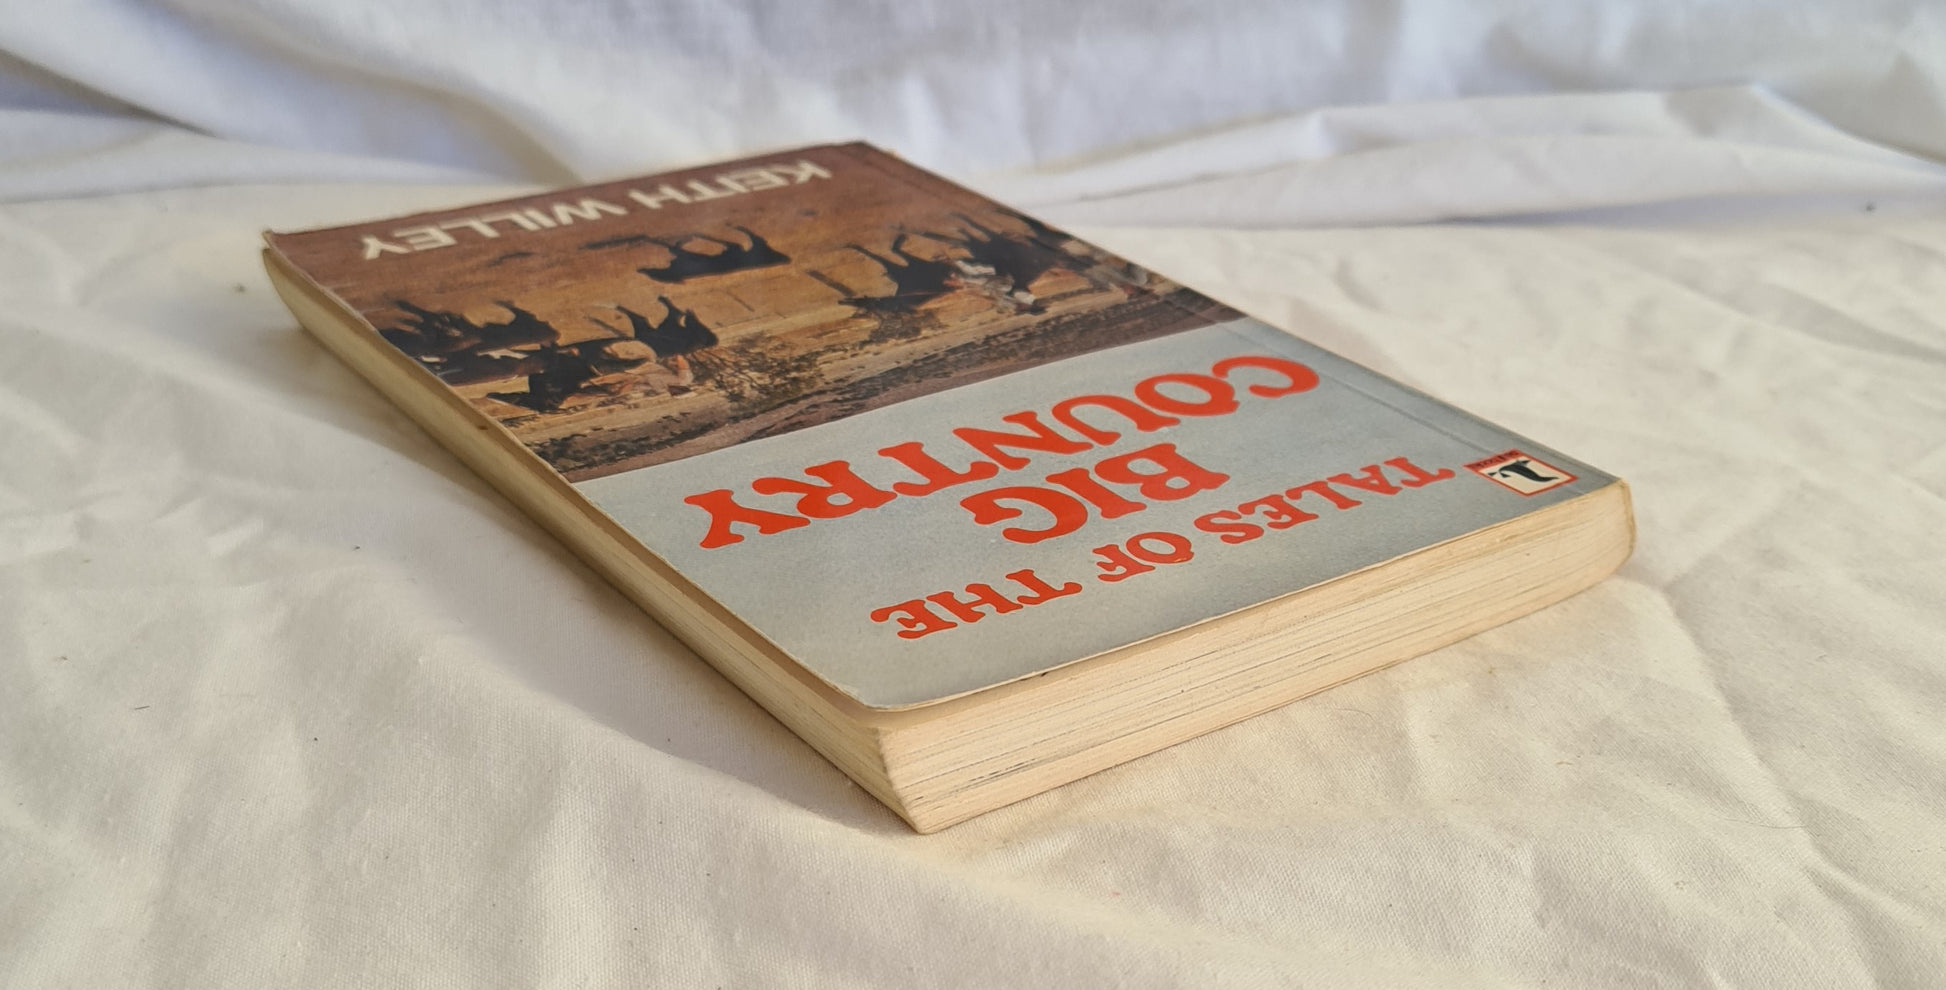 TALES OF THE
BIG
COUNTRY
KEITH WILLEY